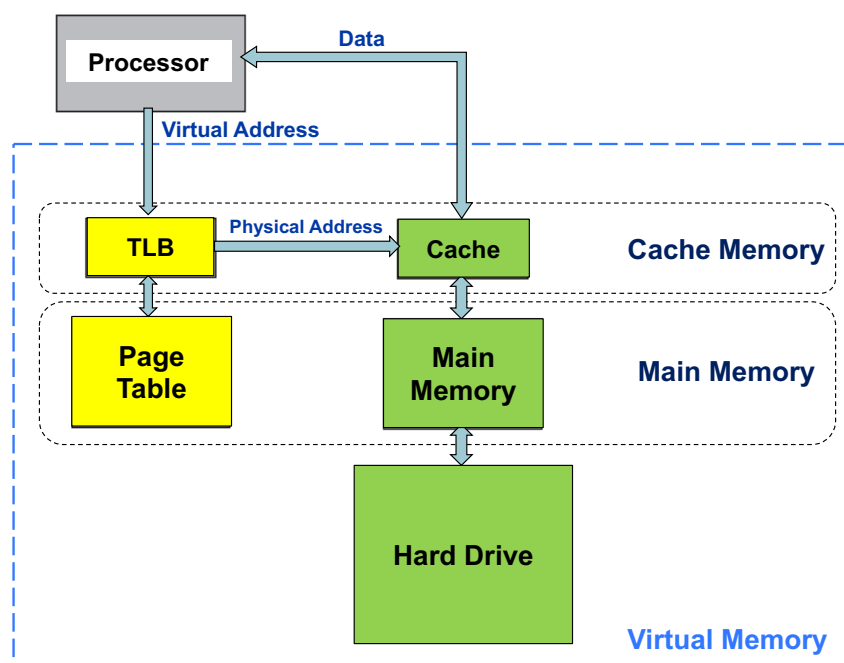 Data
Processor
Virtual Address
Physical Address
TLB
Cache
Cache Memory
Page
Table
Main
Memory
Main Memory
Hard Drive
Virtual Memory